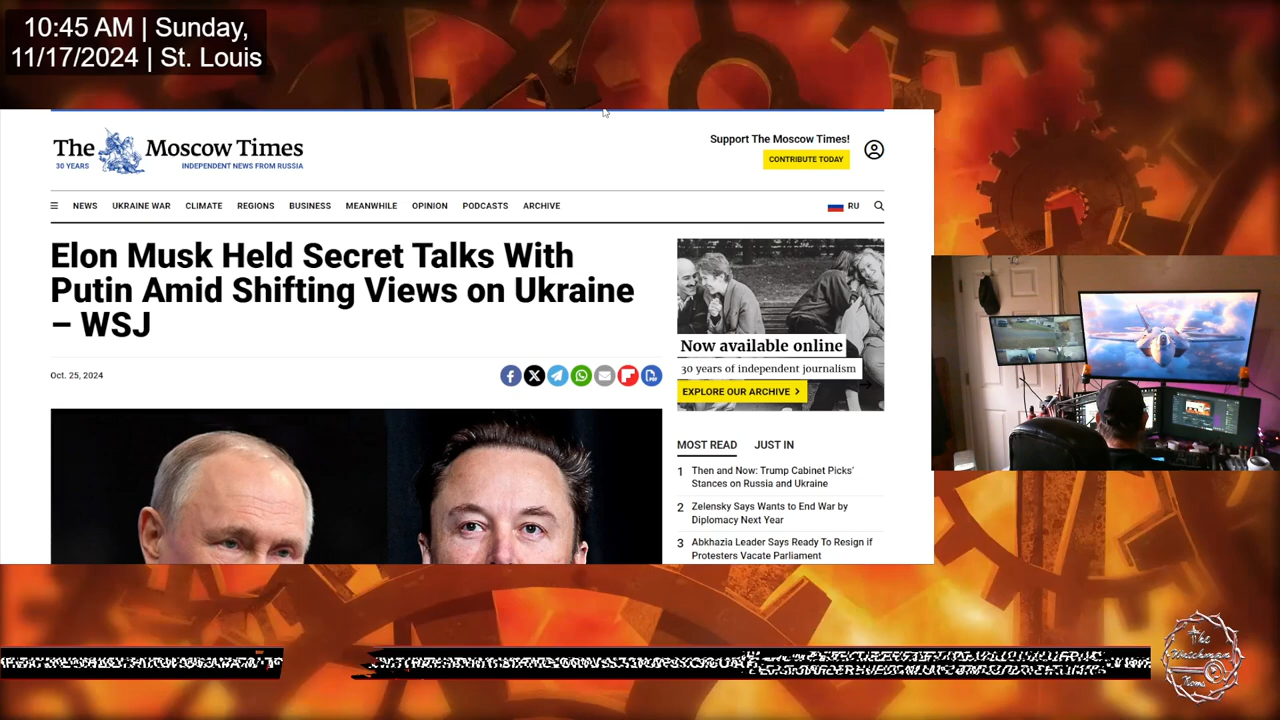 10:45 AM | Sunday,
11/17/2024 | St. Louis
The Moscow Times
30 YEARS
INDEPENDENT NEWS FROM RUSSIA
Support The Moscow Times!
CONTRIBUTE TODAY
NEWS UKRAINE WAR CLIMATE REGIONS BUSINESS MEANWHILE OPINION PODCASTS ARCHIVE
RU
Elon Musk Held Secret Talks With
Putin Amid Shifting Views on Ukraine
– WSJ
Oct. 25, 2024
PDF
Now available online
30 years of independent journalism
EXPLORE OUR ARCHIVE
MOST READ JUST IN
1 Then and Now: Trump Cabinet Picks'
Stances on Russia and Ukraine
2 Zelensky Says Wants to End War by
Diplomacy Next Year
3 Abkhazia Leader Says Ready To Resign if
Protesters Vacate Parliament
The
Watchman